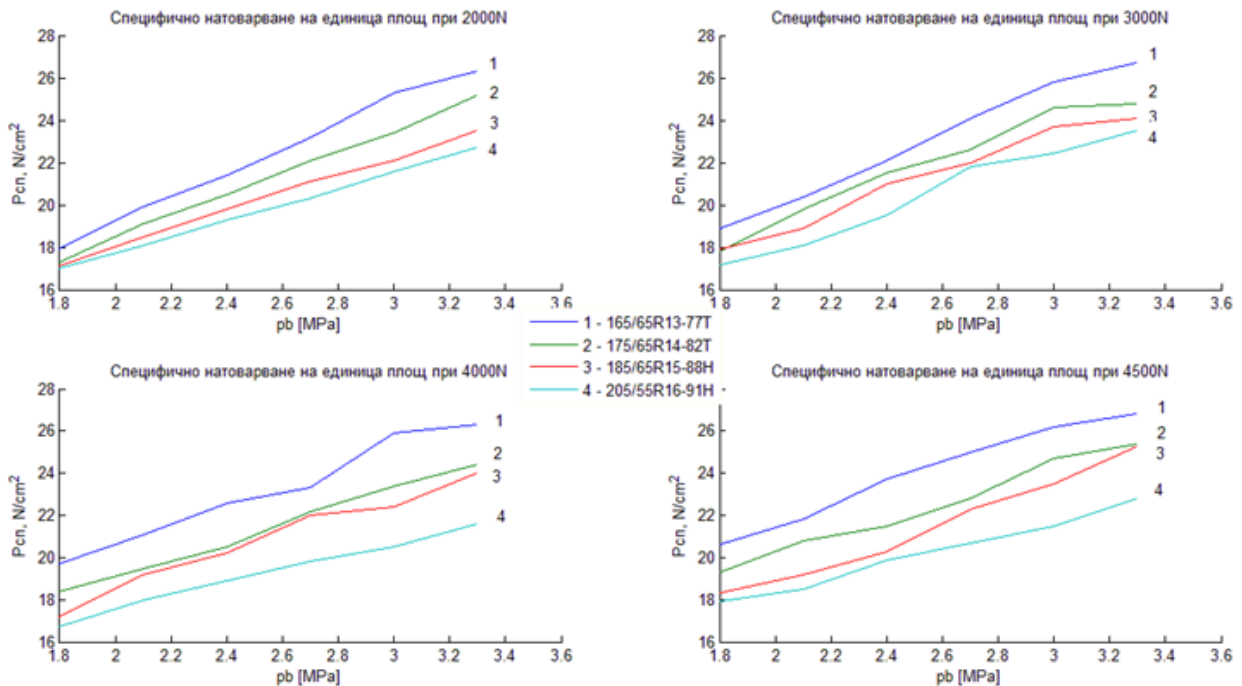 Специфично натоварване на единица площ при 2000N
28
26
24
22
20
18
16
Pсп, N/cm2
1
2
3
4
1.8 2 2.2 2.4 2.6 2.8 3 3.2 3.4 3.6
pb [MPa]
Специфично натоварване на единица площ при 3000N
28
26
24
22
20
18
16
Pсп, N/cm2
1
2
3
4
1.8 2 2.2 2.4 2.6 2.8 3 3.2 3.4 3.6
pb [MPa]
1 - 165/65R13-77T
2 - 175/65R14-82T
3 - 185/65R15-88H
4 - 205/55R16-91H
Специфично натоварване на единица площ при 4000N
28
26
24
22
20
18
16
Pсп, N/cm2
1
2
3
4
1.8 2 2.2 2.4 2.6 2.8 3 3.2 3.4 3.6
pb [MPa]
Специфично натоварване на единица площ при 4500N
26
24
22
20
18
16
Pсп, N/cm2
1
2
3
4
1.8 2 2.2 2.4 2.6 2.8 3 3.2 3.4 3.6
pb [MPa]